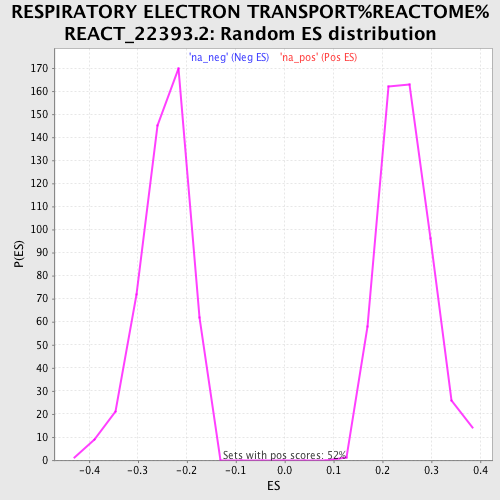 RESPIRATORY ELECTRON TRANSPORT%REACTOME%
REACT_22393.2: Random ES distribution
'na_neg' (Neg ES) 'na_pos' (Pos ES)
170
160
150
140
130
120
110
100
90
80
70
60
50
40
30
20
10
0
P(ES)
Sets with pos scores: 52%
-0.4 -0.3 -0.2 -0.1 0.0 0.1 0.2 0.3 0.4
ES